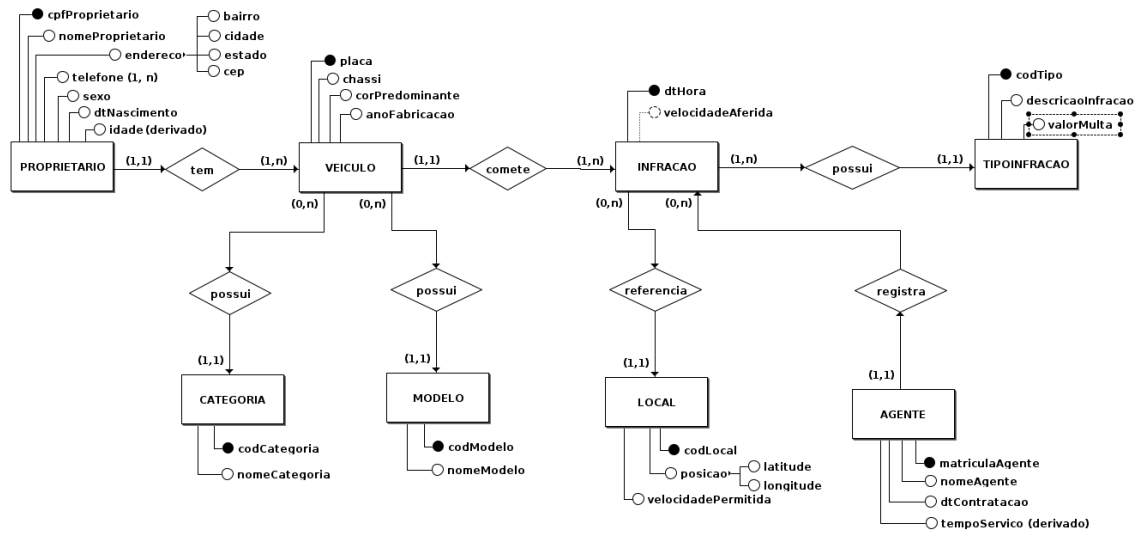 cpfProprietario
nomeProprietario
endereco
bairro
cidade
estado
cep
telefone (1, n)
sexo
dtNascimento
idade (derivado)
PROPRIETARIO
(1,1)
tem
(1,n)
placa
chassi
corPredominante
anoFabricacao
VEICULO
(1,1)
comete
(1,n)
dtHora
velocidadeAferida
INFRACAO
(1,n)
possui
(1,1)
codTipo
descricaoInfracao
valorMulta
TIPOINFRACAO
(0,n)
(0,n)
(0,n)
(0,n)
possui
possui
referencia
registra
(1,1)
(1,1)
(1,1)
(1,1)
CATEGORIA
codCategoria
nomeCategoria
MODELO
codModelo
nomeModelo
LOCAL
codLocal
posicao
latitude
longitude
velocidadePermitida
AGENTE
matriculaAgente
nomeAgente
dtContratacao
tempoServico (derivado)